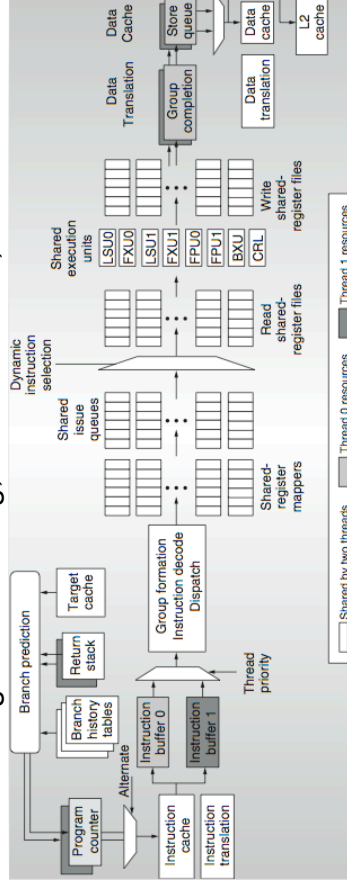 Branch prediction
Program
counter
Branch
history
tables
Return
stack
Target
cache
Alternate
Instruction
cache
Instruction
translation
Instruction
buffer 0
Instruction
buffer 1
Thread
priority
Group formation
Instruction decode
Dispatch
Shared-
register
mappers
Shared
issue
queues
Dynamic
instruction
selection
Read
shared-
register files
Shared
execution
units
LSU0
FXU0
LSU1
FXU1
FPU0
FPU1
BXU
CRL
Write
shared-
register files
Data
Translation
Group
completion
Data
Cache
Store
queue
Data
translation
Data
cache
L2
cache
Shared by two threads
Thread 0 resources
Thread 1 resources